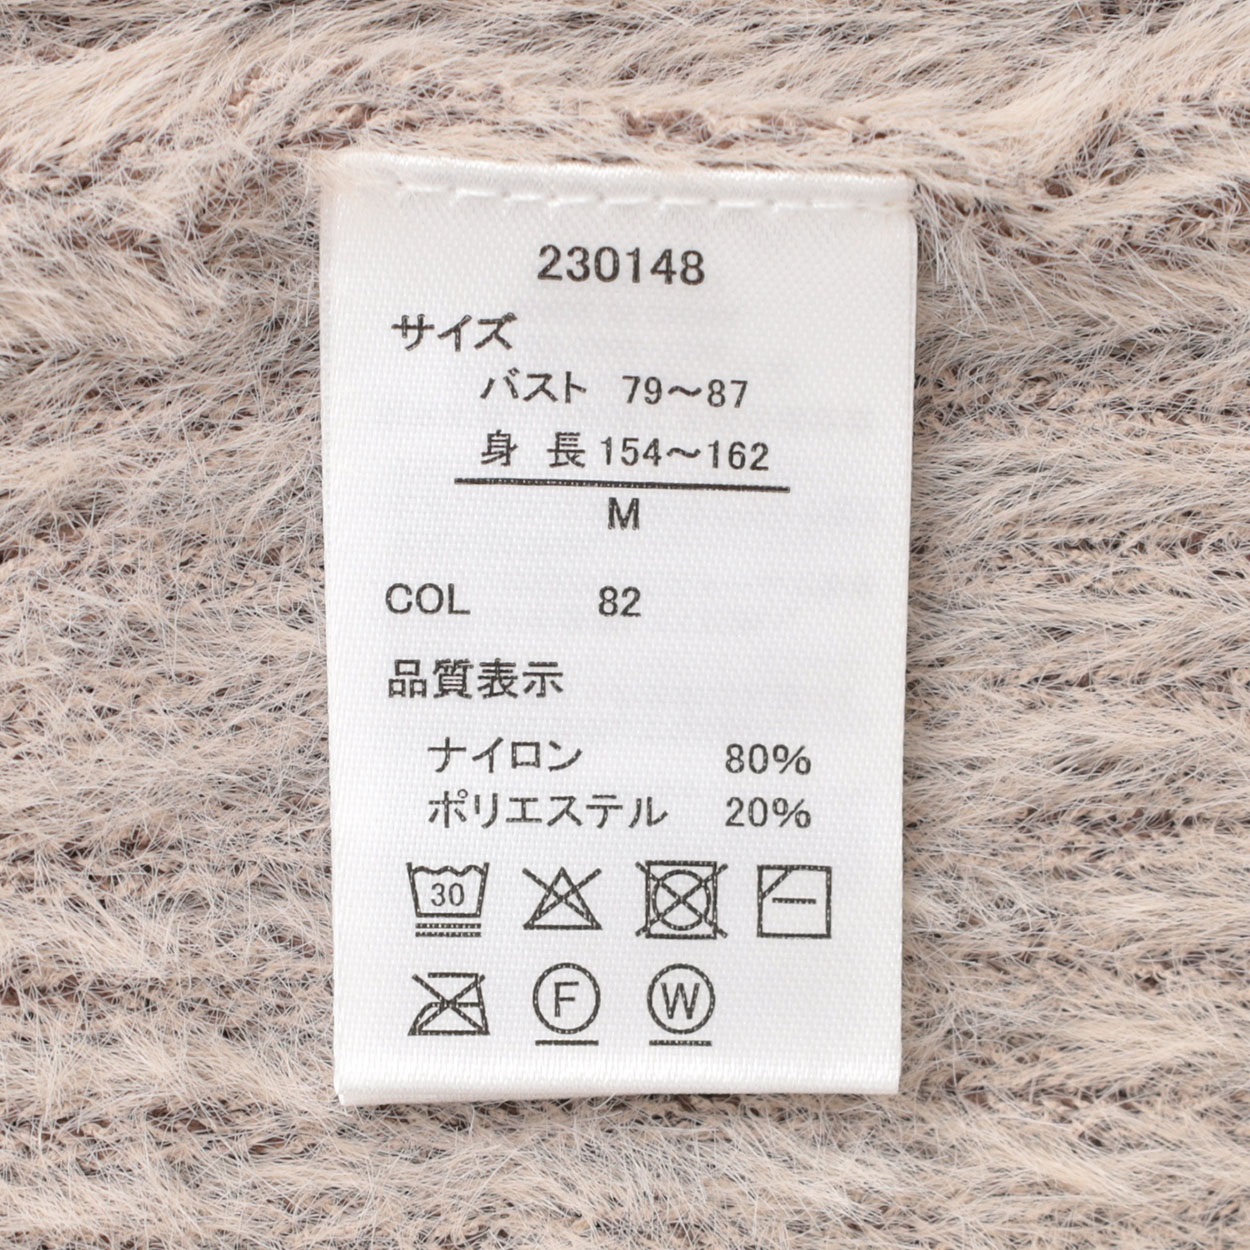 230148
サイズ
バスト 79～87
身 長 154～162
M
COL 82
品質表示
ナイロン 80%
ポリエステル 20%
30
F W